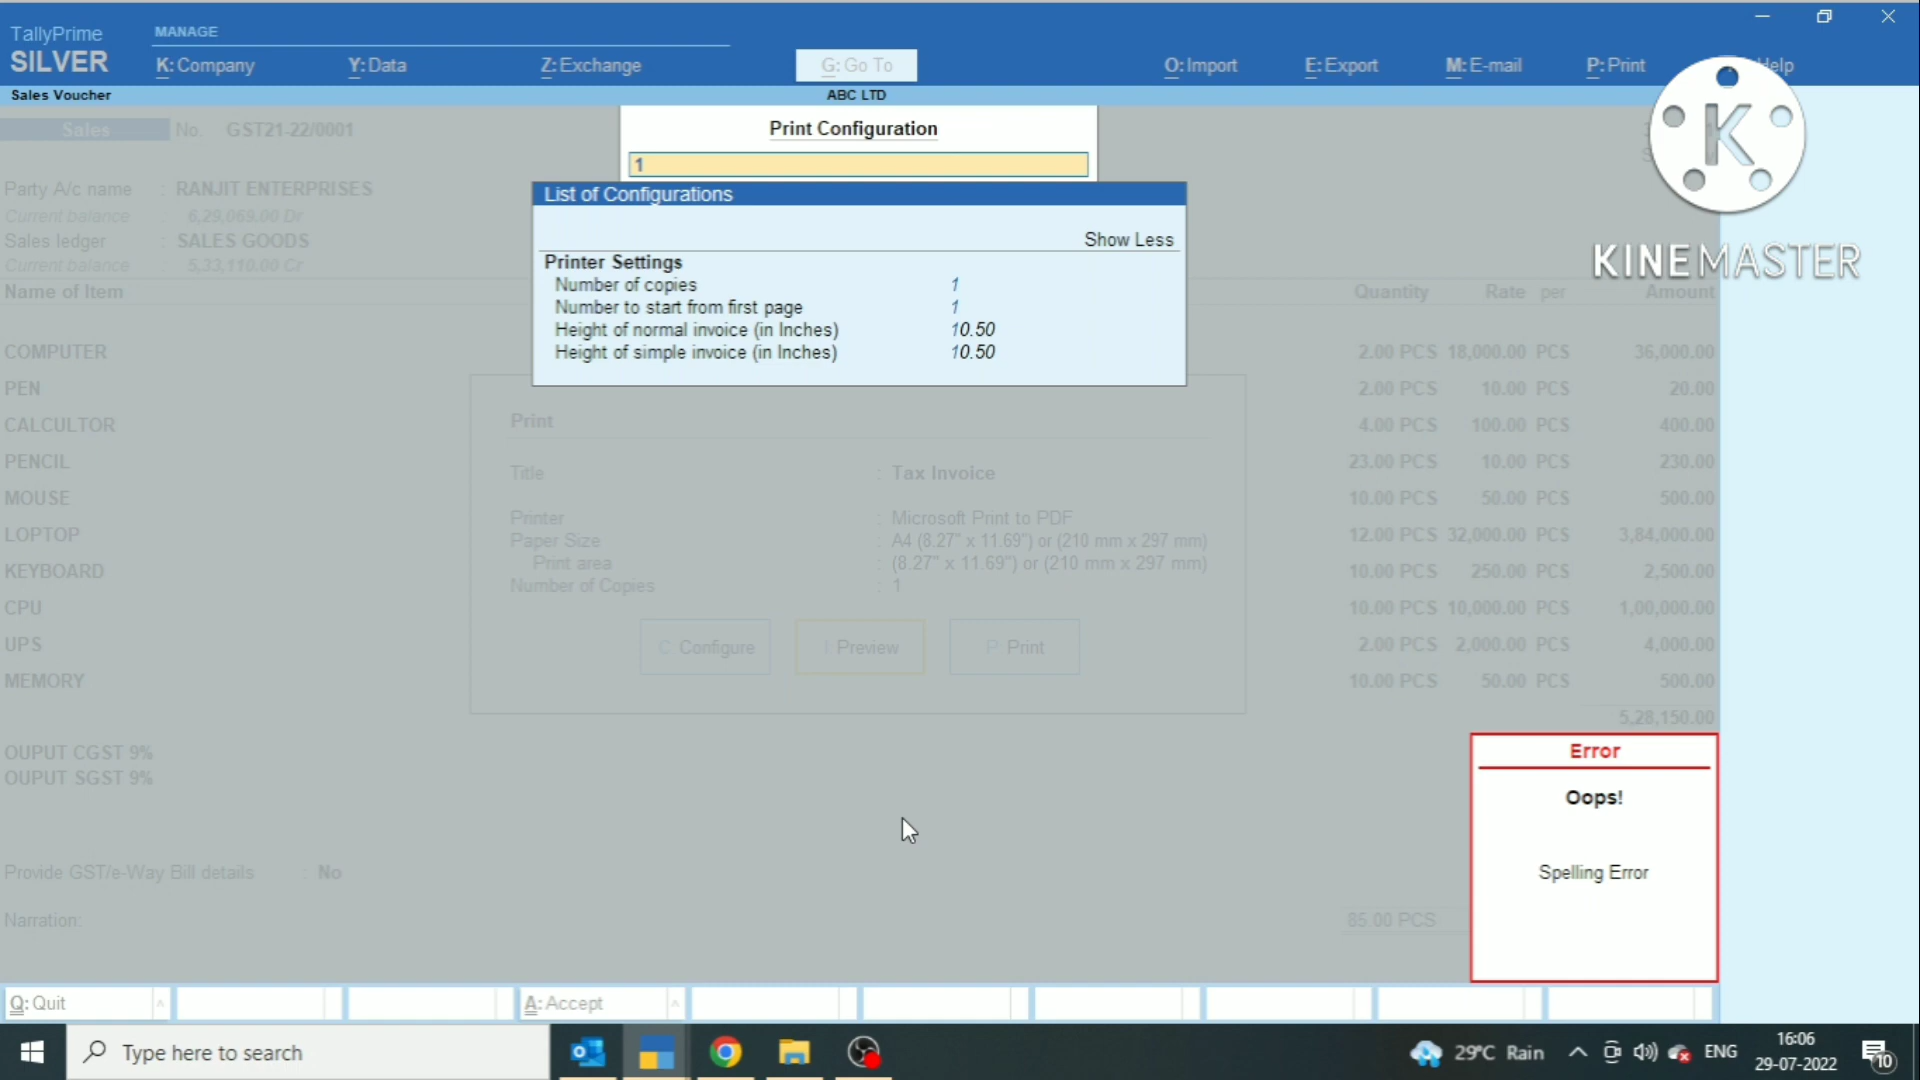 TallyPrime
SILVER
MANAGE
K: Company
Y: Data
Z: Exchange
G: Go To
O: Import
E: Export
M: E-mail
P: Print
Help
Sales Voucher
ABC LTD
Sales No. GST21-22/0001
Party A/c name : RANJIT ENTERPRISES
Current balance : 6,29,069.00 Dr
Sales ledger : SALES GOODS
Current balance : 5,33,110.00 Cr
Name of Item Quantity Rate per Amount
Print Configuration
1
List of Configurations
Show Less
Printer Settings
Number of copies 1
Number to start from first page 1
Height of normal invoice (in Inches) 10.50
Height of simple invoice (in Inches) 10.50
K
KINEMASTER
COMPUTER 2.00 PCS 18,000.00 PCS 36,000.00
PEN 2.00 PCS 10.00 PCS 20.00
CALCULTOR 4.00 PCS 100.00 PCS 400.00
PENCIL 23.00 PCS 10.00 PCS 230.00
MOUSE 10.00 PCS 50.00 PCS 500.00
LOPTOP 12.00 PCS 32,000.00 PCS 3,84,000.00
KEYBOARD 10.00 PCS 250.00 PCS 2,500.00
CPU 10.00 PCS 10,000.00 PCS 1,00,000.00
UPS 2.00 PCS 2,000.00 PCS 4,000.00
MEMORY 10.00 PCS 50.00 PCS 500.00
5,28,150.00
Print
Title : Tax Invoice
Printer : Microsoft Print to PDF
Paper Size : A4 (8.27" x 11.69") or (210 mm x 297 mm)
Print area : (8.27" x 11.69") or (210 mm x 297 mm)
Number of Copies : 1
C: Configure
I: Preview
P: Print
OUPUT CGST 9%
OUPUT SGST 9%
Error
Oops!
Spelling Error
Provide GST/e-Way Bill details : No
Narration:
85.00 PCS
Q: Quit
A: Accept
Type here to search
29°C Rain
ENG
16:06
29-07-2022
10